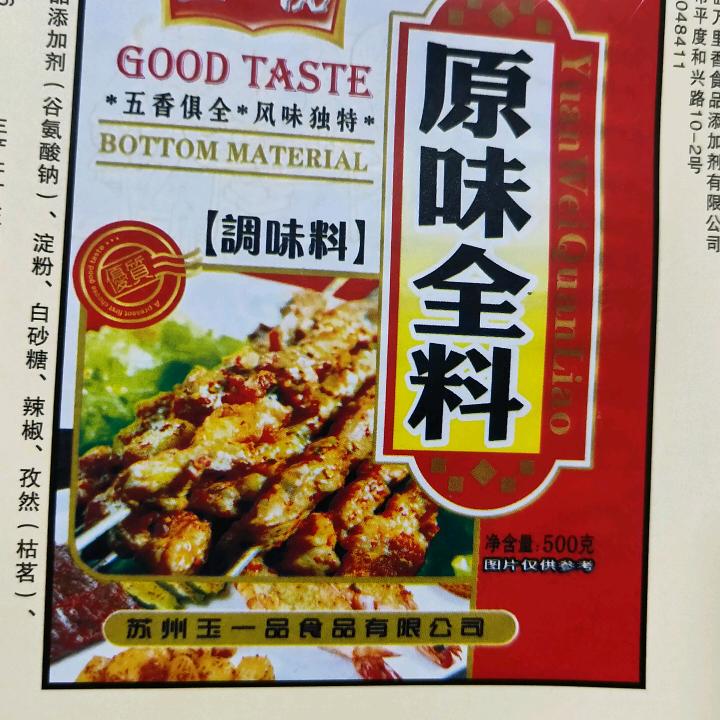 GOOD TASTE
*五香俱全*风味独特*
BOTTOM MATERIAL
【調味料】
優質
原味全料
YuanWeiQuanLiao
净含量:500克
图片仅供参考
苏州玉一品食品有限公司
品添加剂(谷氨酸钠)、淀粉、白砂糖、辣椒、孜然(枯茗)、
万里香食品添加剂有限公司
平度和兴路10-2号
048411